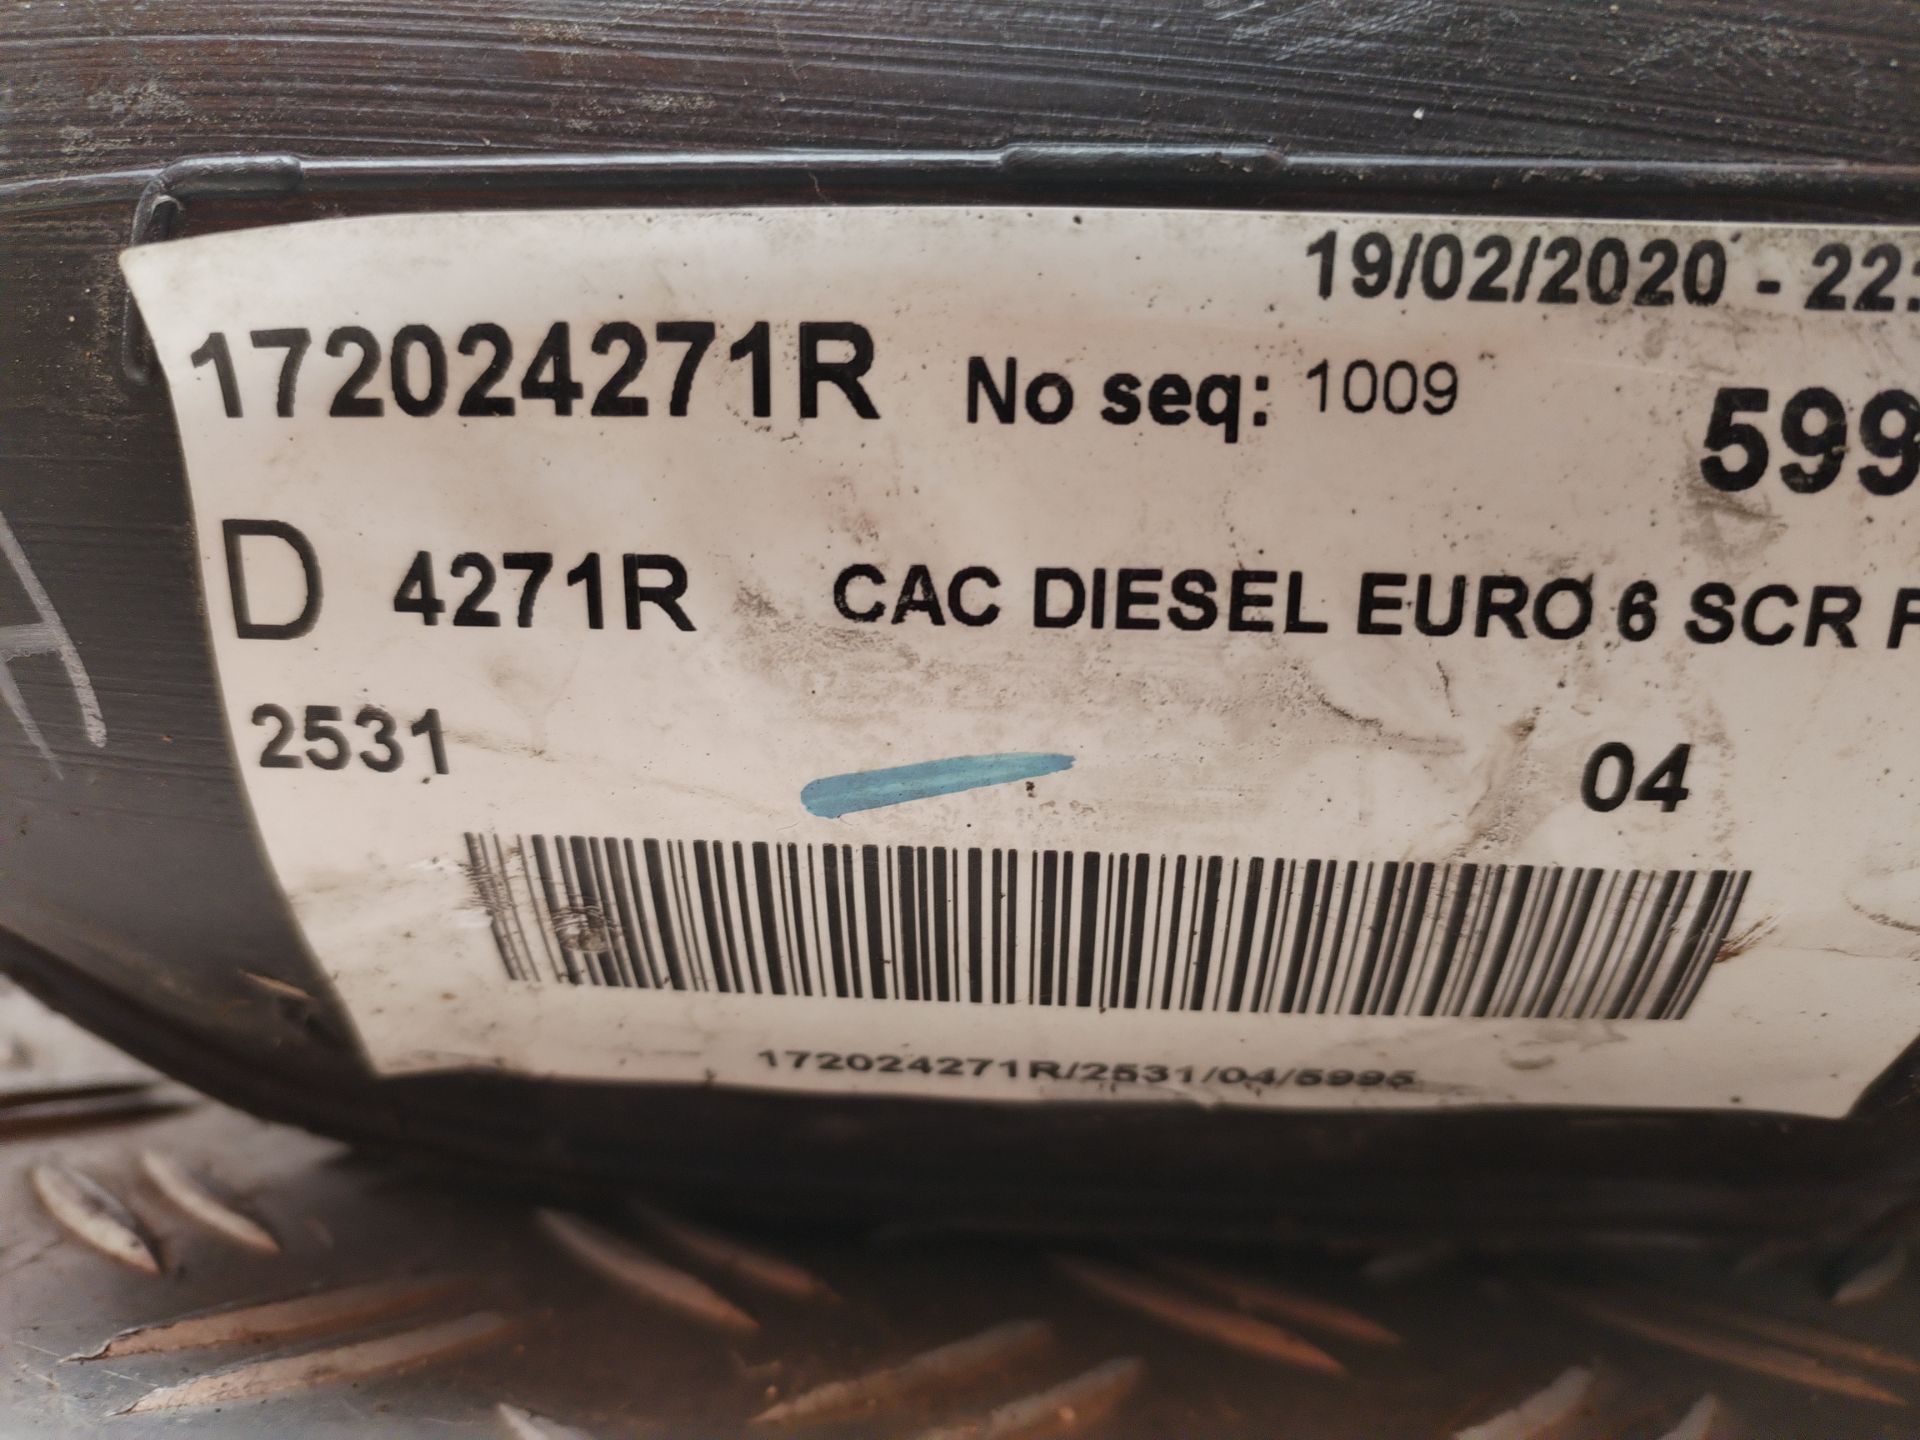 19/02/2020 - 22:
172024271R No seq: 1009
599
D 4271R CAC DIESEL EURO 6 SCR F
2531
04
172024271R/2531/04/5995